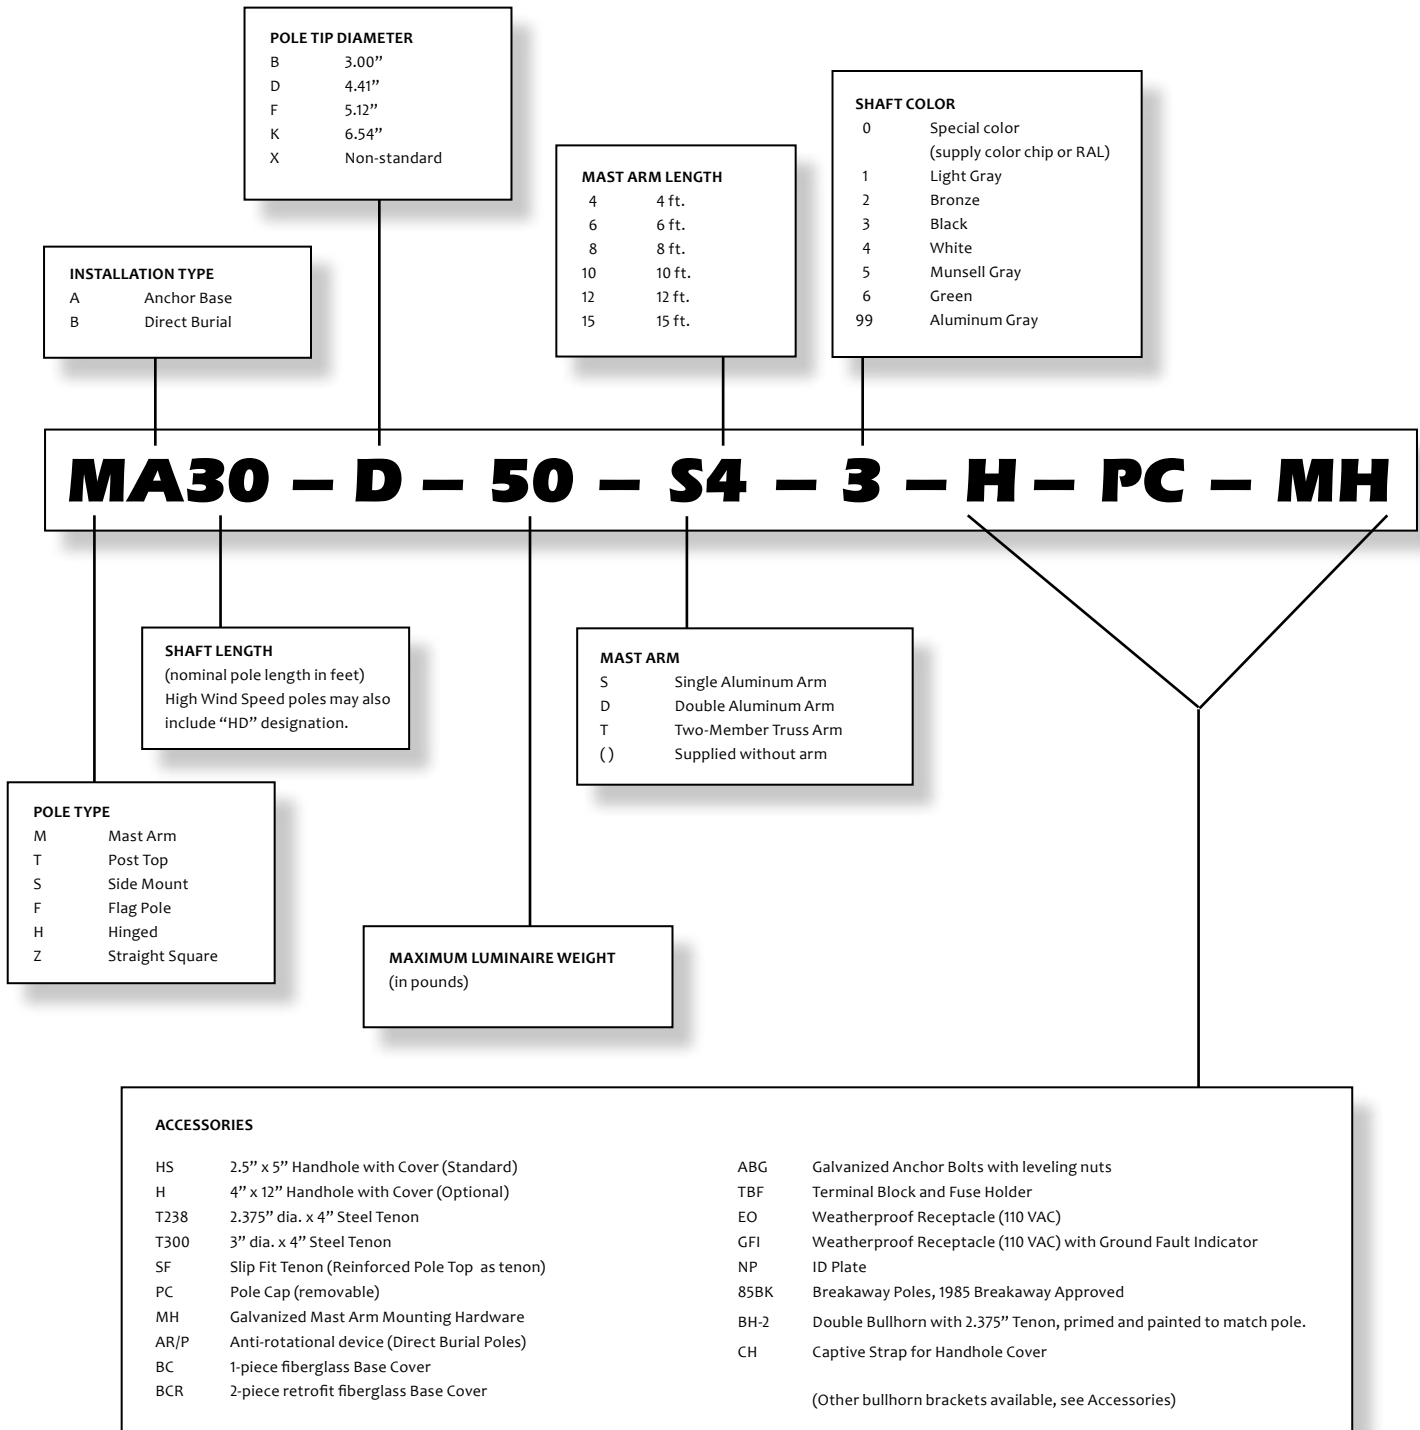 POLE TIP DIAMETER
B 3.00”
D 4.41”
F 5.12”
K 6.54”
X Non-standard
SHAFT COLOR
0 Special color
(supply color chip or RAL)
1 Light Gray
2 Bronze
3 Black
4 White
5 Munsell Gray
6 Green
99 Aluminum Gray
MAST ARM LENGTH
4 4 ft.
6 6 ft.
8 8 ft.
10 10 ft.
12 12 ft.
15 15 ft.
INSTALLATION TYPE
A Anchor Base
B Direct Burial
MA30 – D – 50 – S4 – 3 – H – PC – MH
SHAFT LENGTH
(nominal pole length in feet)
High Wind Speed poles may also
include “HD” designation.
MAST ARM
S Single Aluminum Arm
D Double Aluminum Arm
T Two-Member Truss Arm
( ) Supplied without arm
POLE TYPE
M Mast Arm
T Post Top
S Side Mount
F Flag Pole
H Hinged
Z Straight Square
MAXIMUM LUMINAIRE WEIGHT
(in pounds)
ACCESSORIES
HS 2.5” x 5” Handhole with Cover (Standard)
H 4” x 12” Handhole with Cover (Optional)
T238 2.375” dia. x 4” Steel Tenon
T300 3” dia. x 4” Steel Tenon
SF Slip Fit Tenon (Reinforced Pole Top as tenon)
PC Pole Cap (removable)
MH Galvanized Mast Arm Mounting Hardware
AR/P Anti-rotational device (Direct Burial Poles)
BC 1-piece fiberglass Base Cover
BCR 2-piece retrofit fiberglass Base Cover
ABG Galvanized Anchor Bolts with leveling nuts
TBF Terminal Block and Fuse Holder
EO Weatherproof Receptacle (110 VAC)
GFI Weatherproof Receptacle (110 VAC) with Ground Fault Indicator
NP ID Plate
85BK Breakaway Poles, 1985 Breakaway Approved
BH-2 Double Bullhorn with 2.375” Tenon, primed and painted to match pole.
CH Captive Strap for Handhole Cover
(Other bullhorn brackets available, see Accessories)